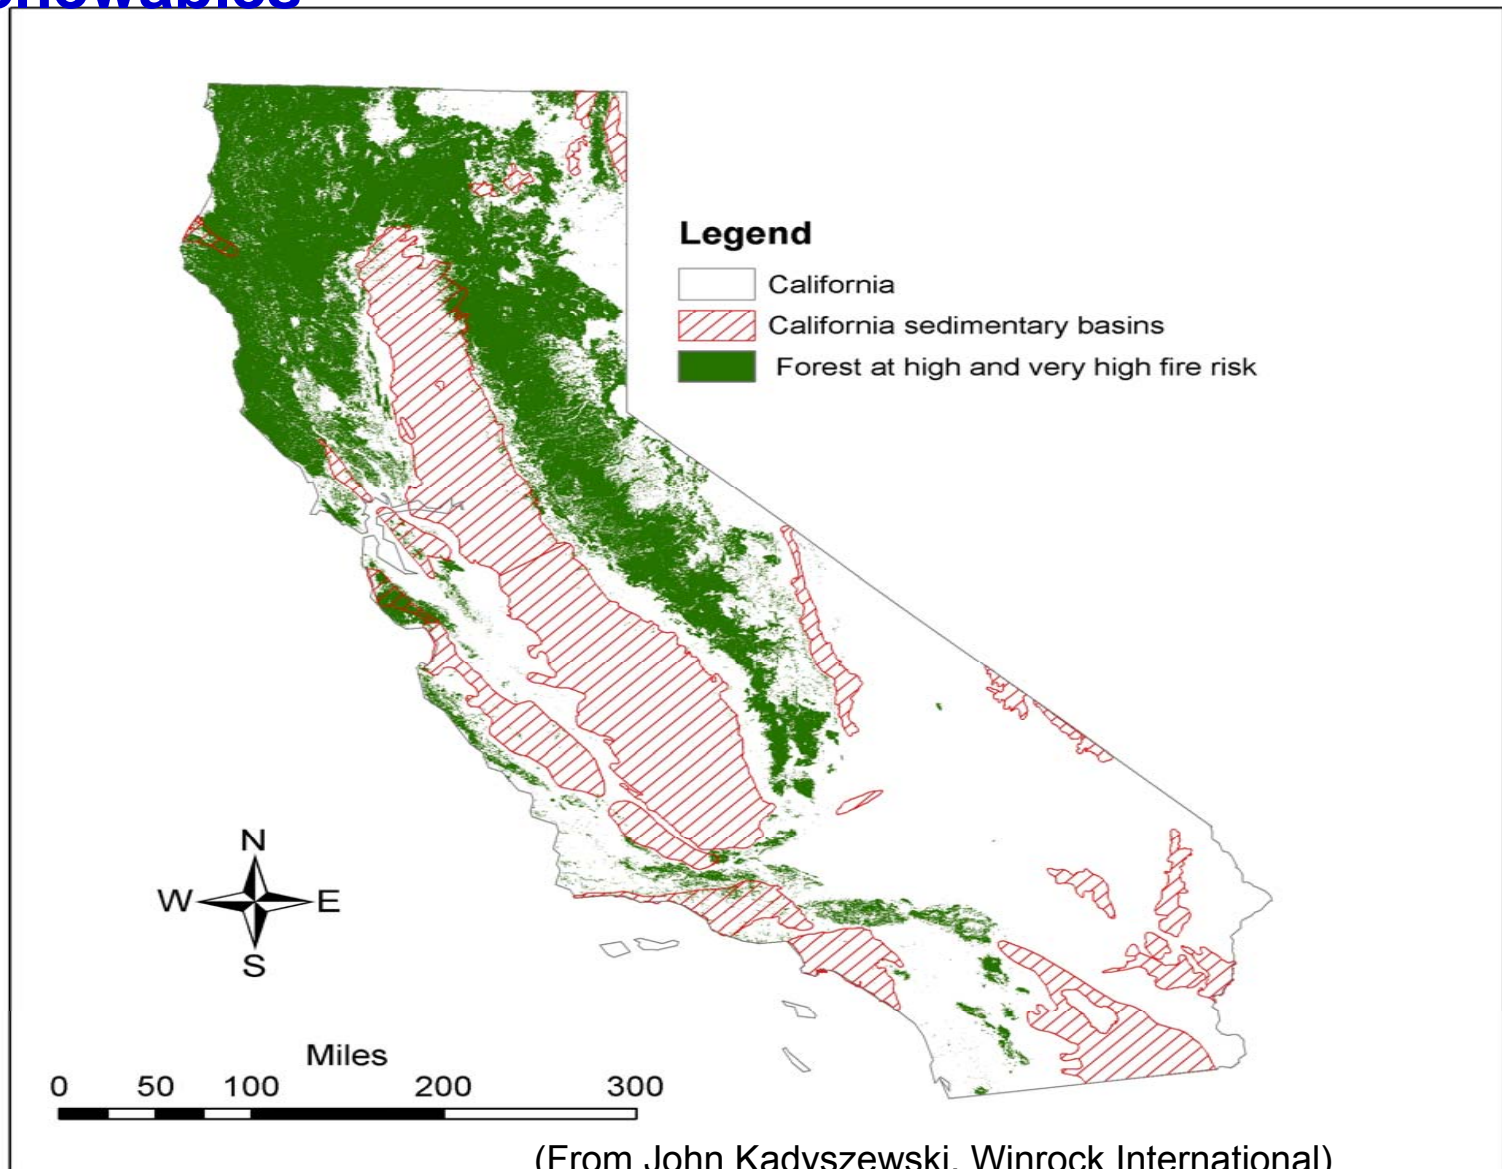 Legend
California
California sedimentary basins
Forest at high and very high fire risk
N
W E
S
Miles
0 50 100 200 300
(From John Kadyszewski, Winrock International)